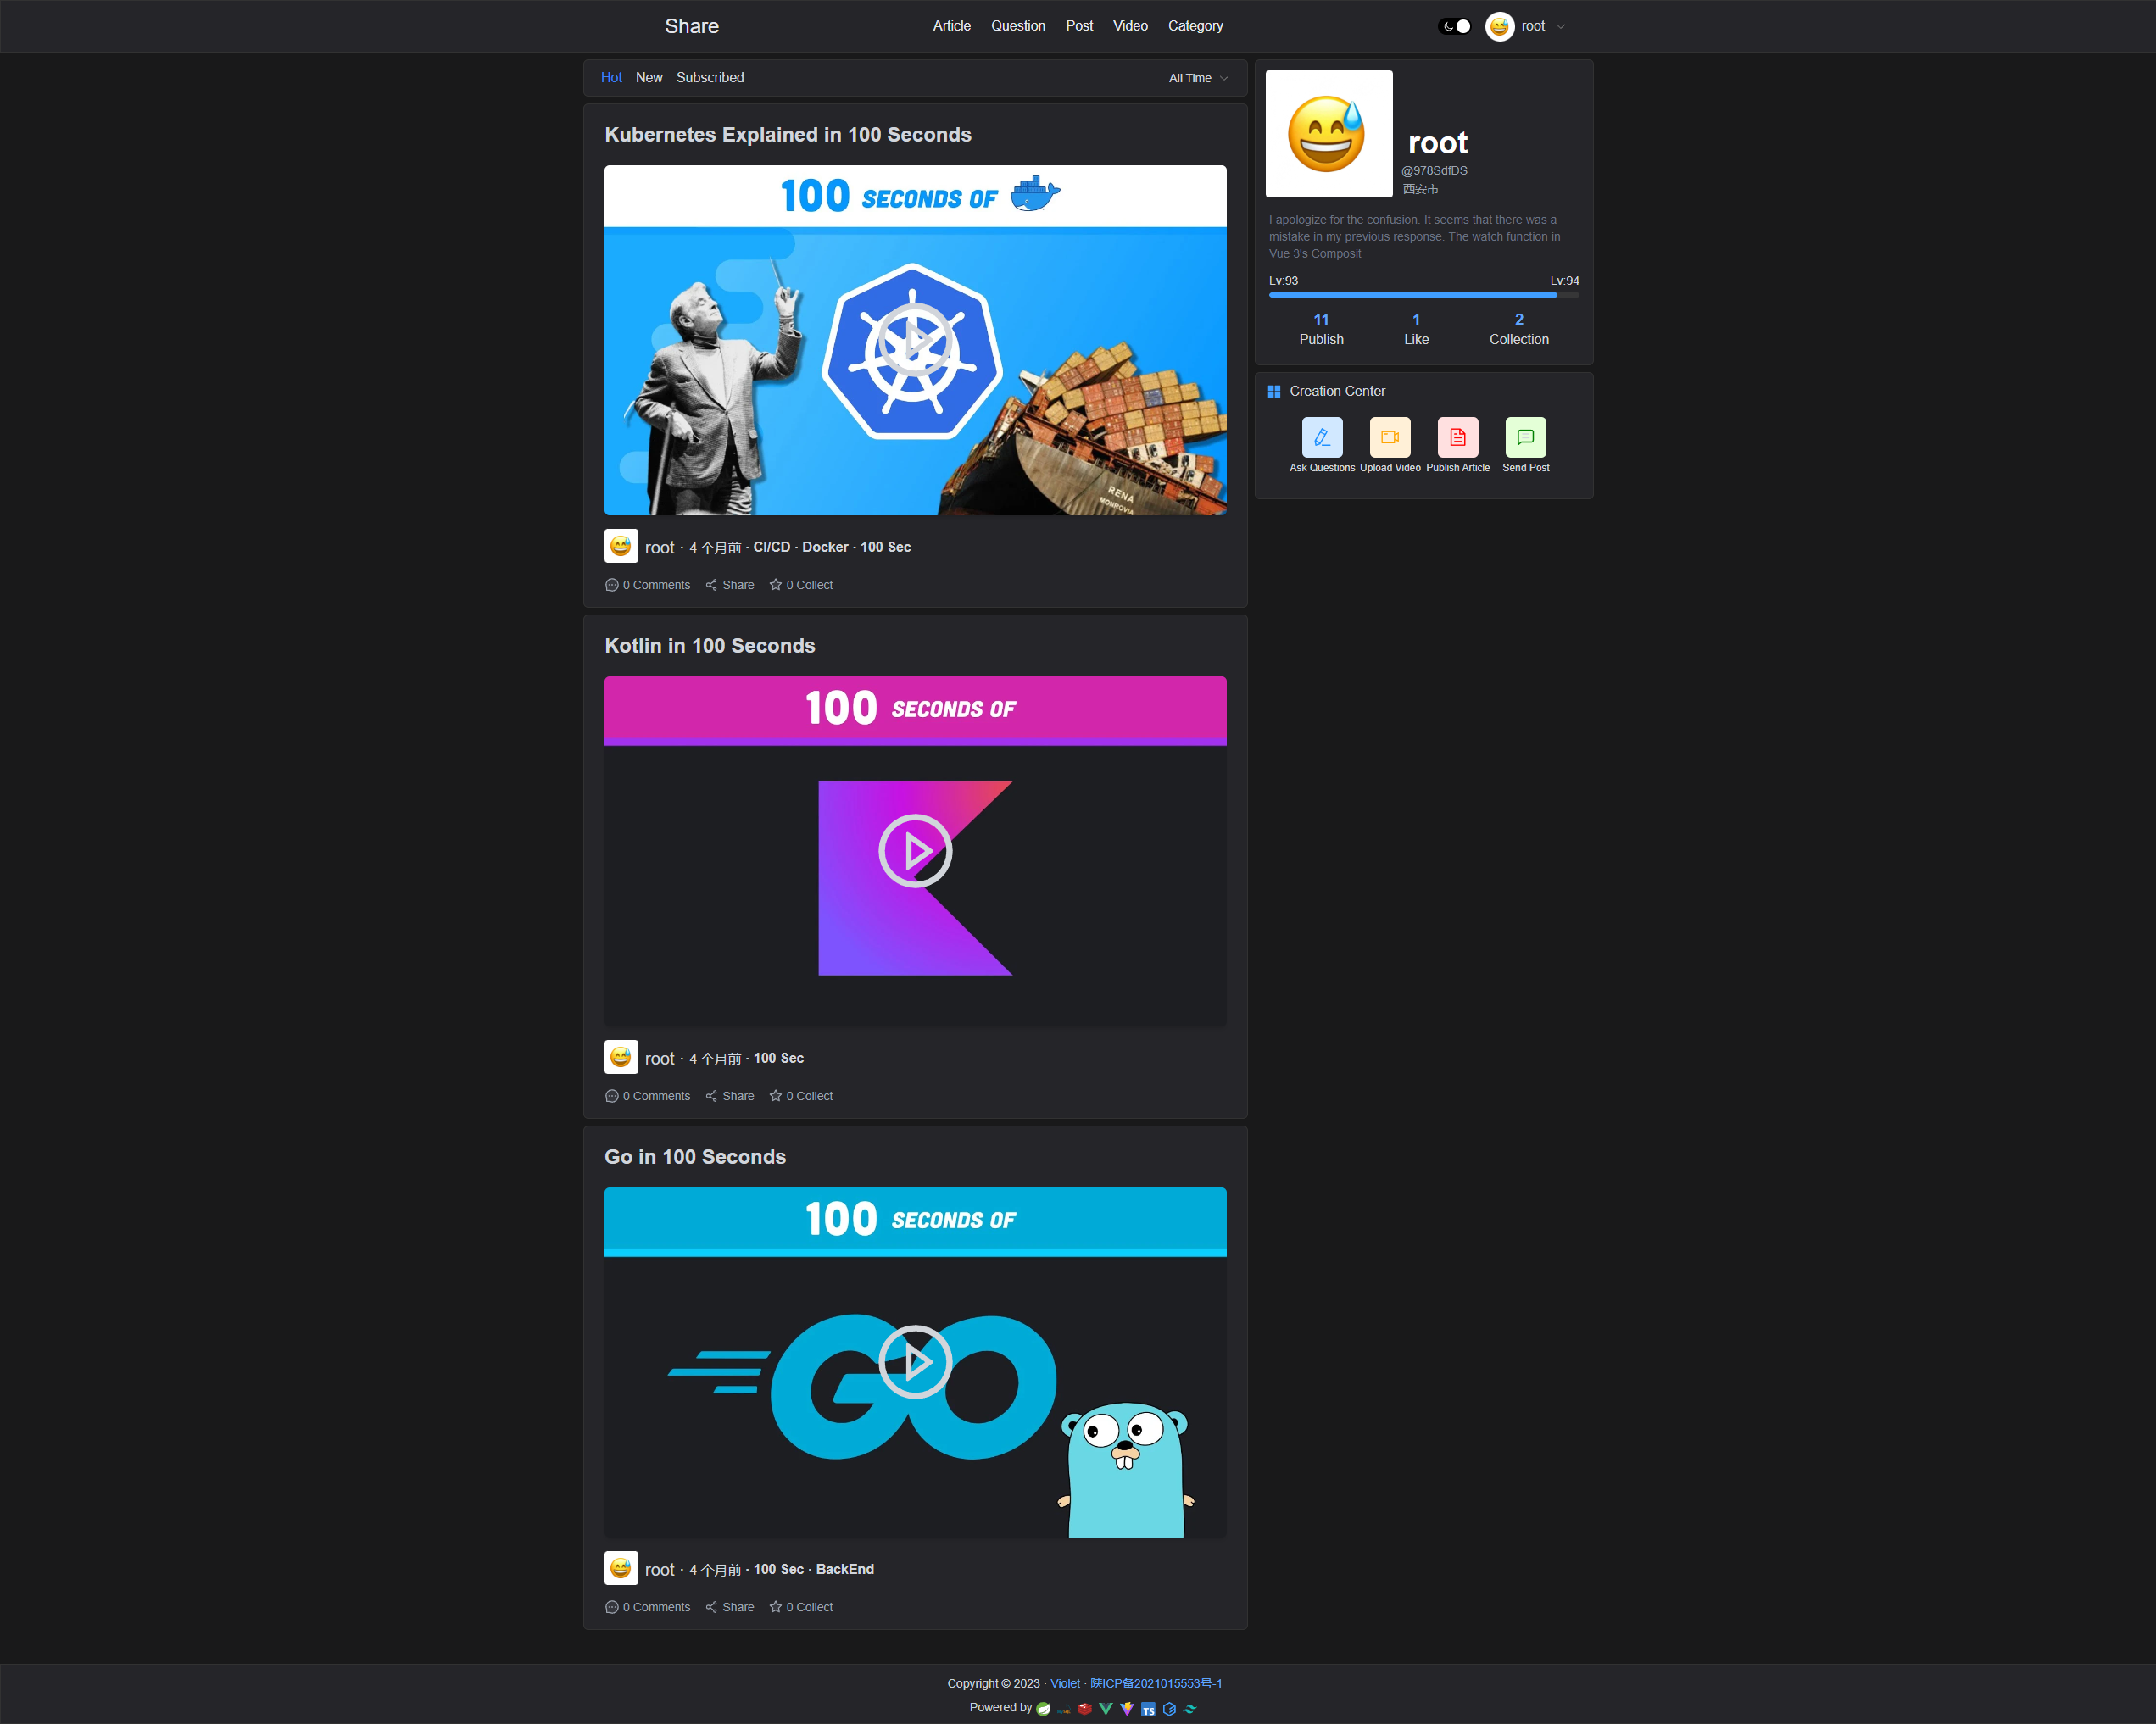 Share
Article Question Post Video Category
root
Hot New Subscribed
All Time
Kubernetes Explained in 100 Seconds
100 SECONDS OF
RENA
MONROVIA
root · 4 个月前 · CI/CD · Docker · 100 Sec
0 Comments Share 0 Collect
Kotlin in 100 Seconds
100 SECONDS OF
root · 4 个月前 · 100 Sec
0 Comments Share 0 Collect
Go in 100 Seconds
100 SECONDS OF
GO
root · 4 个月前 · 100 Sec · BackEnd
0 Comments Share 0 Collect
root
@978SdfDS
西安市
I apologize for the confusion. It seems that there was a
mistake in my previous response. The watch function in
Vue 3's Composit
Lv:93 Lv:94
11 1 2
Publish Like Collection
Creation Center
Ask Questions Upload Video Publish Article Send Post
Copyright © 2023 · Violet · 陕ICP备2021015553号-1
Powered by TS